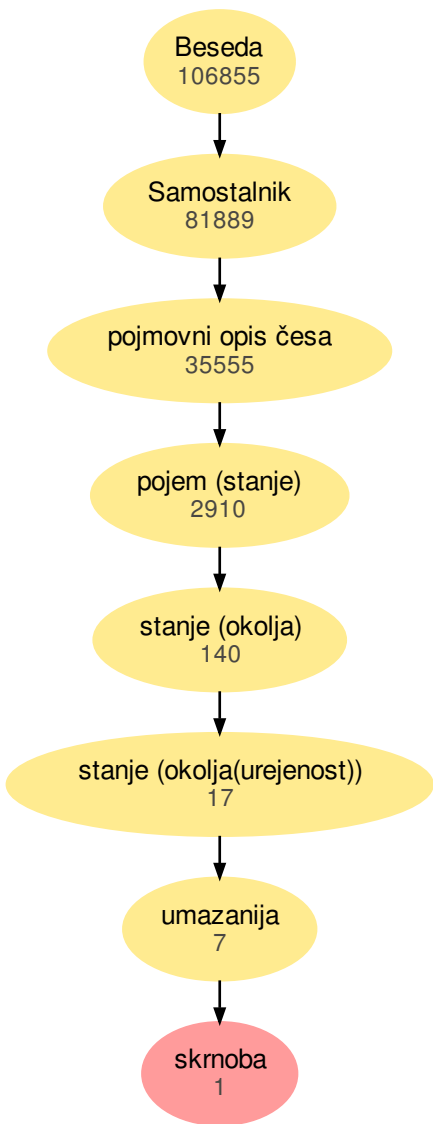 Beseda
106855
Samostalnik
81889
pojmovni opis česa
35555
pojem (stanje)
2910
stanje (okolja)
140
stanje (okolja(urejenost))
17
umazanija
7
skrnoba
1